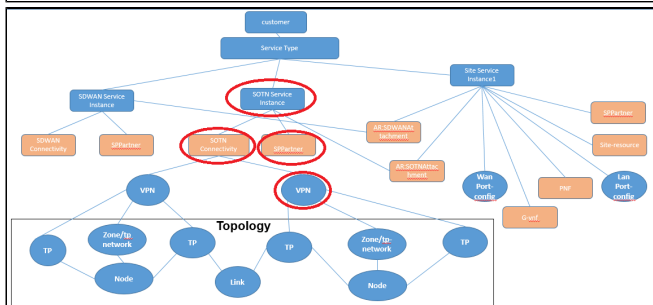 customer
Service Type
Site Service
Instance1
SDWAN Service
Instance
SOTN Service
Instance
SDWAN
Connectivity
SPPartner
SOTN
Connectivity
SPPartner
AR:SDWANAt
tachment
AR:SOTNAttac
hment
SPPartner
Site-resource
Wan
Port-
config
PNF
Lan
Port-
config
G-vnf
VPN
VPN
Topology
TP
Zone/tp
network
TP
TP
Zone/tp-
network
TP
Node
Link
Node